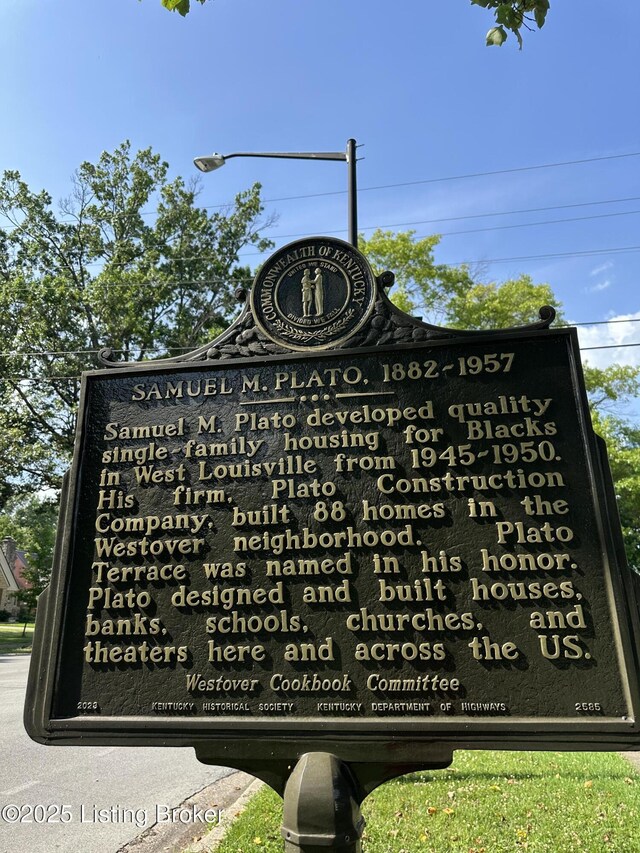 COMMONWEALTH OF KENTUCKY
UNITED WE STAND
DIVIDED WE FALL
SAMUEL M. PLATO, 1882-1957
Samuel M. Plato developed quality
single-family housing for Blacks
in West Louisville from 1945-1950.
His firm, Plato Construction
Company, built 88 homes in the
Westover neighborhood. Plato
Terrace was named in his honor.
Plato designed and built houses,
banks, schools, churches, and
theaters here and across the US.
Westover Cookbook Committee
2023 KENTUCKY HISTORICAL SOCIETY KENTUCKY DEPARTMENT OF HIGHWAYS 2585
©2025 Listing Broker